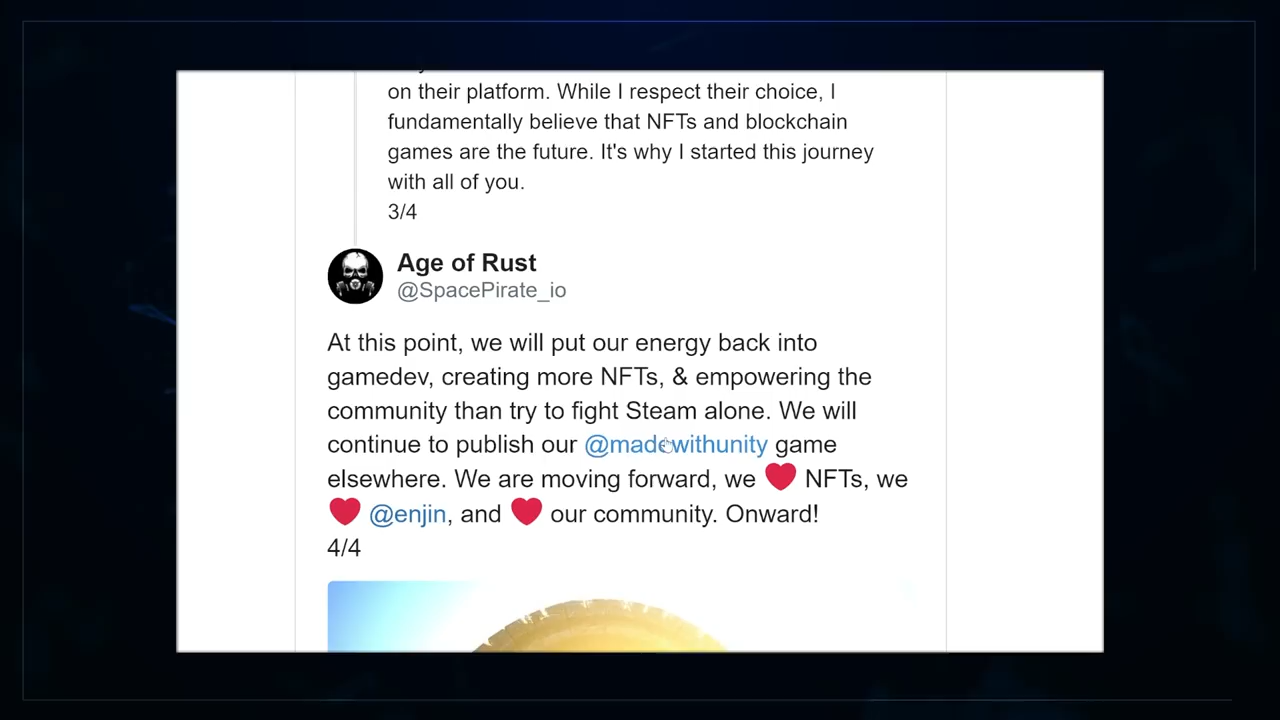 on their platform. While I respect their choice, I
fundamentally believe that NFTs and blockchain
games are the future. It's why I started this journey
with all of you.
3/4
Age of Rust
@SpacePirate_io
At this point, we will put our energy back into
gamedev, creating more NFTs, & empowering the
community than try to fight Steam alone. We will
continue to publish our @madewithunity game
elsewhere. We are moving forward, we ❤️ NFTs, we
❤️ @enjin, and ❤️ our community. Onward!
4/4